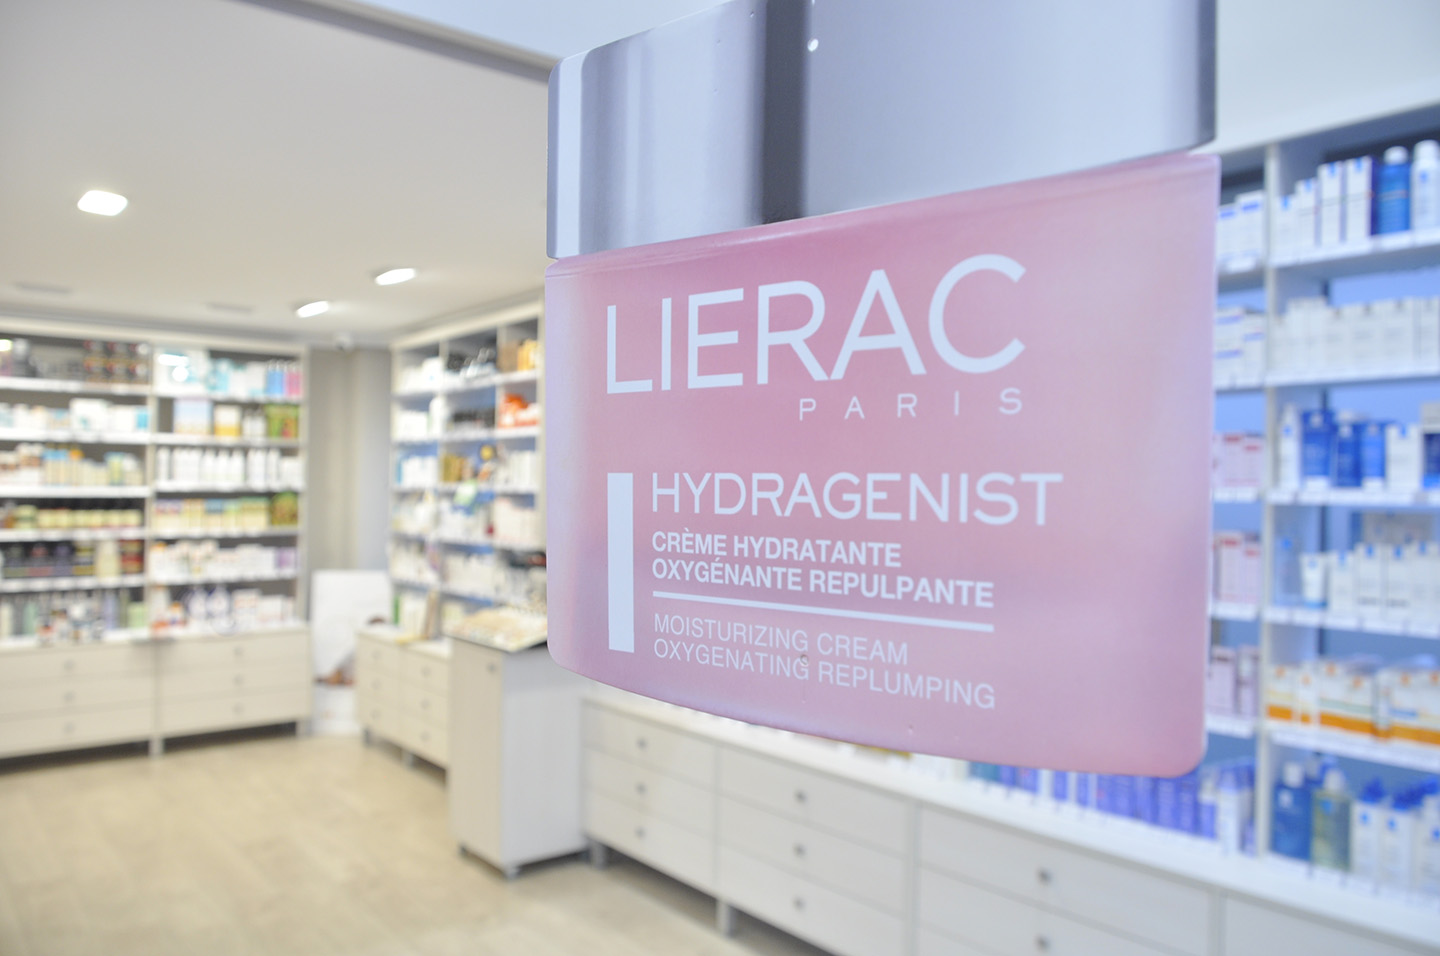 LIERAC
PARIS
HYDRAGENIST
CRÈME HYDRATANTE
OXYGÉNANTE REPULPANTE
MOISTURIZING CREAM
OXYGENATING REPLUMPING